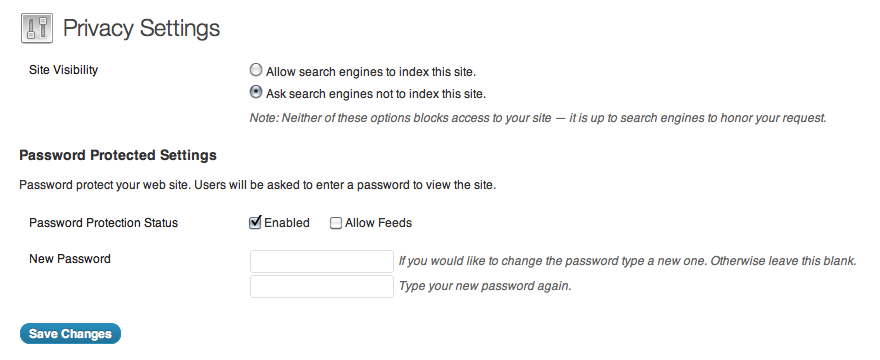 Privacy Settings
Site Visibility
Allow search engines to index this site.
Ask search engines not to index this site.
Note: Neither of these options blocks access to your site — it is up to search engines to honor your request.
Password Protected Settings
Password protect your web site. Users will be asked to enter a password to view the site.
Password Protection Status Enabled Allow Feeds
New Password If you would like to change the password type a new one. Otherwise leave this blank.
Type your new password again.
Save Changes